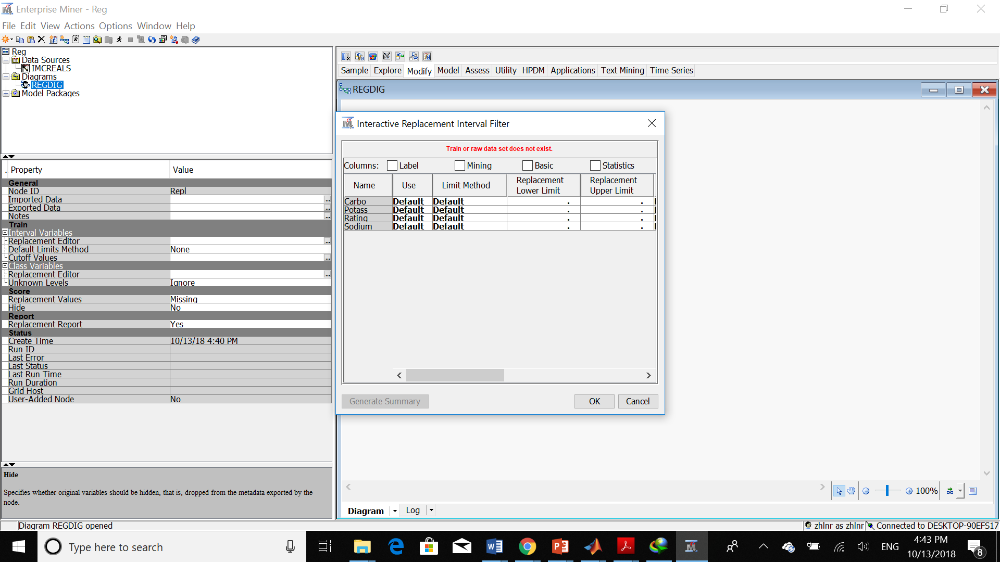 Enterprise Miner - Reg
File Edit View Actions Options Window Help
Reg
Data Sources
IMCREALS
Diagrams
REGDIG
Model Packages
. Property Value
General
Node ID Repl
Imported Data ...
Exported Data ...
Notes ...
Train
Interval Variables
Replacement Editor ...
Default Limits Method None
Cutoff Values ...
Class Variables
Replacement Editor ...
Unknown Levels Ignore
Score
Replacement Values Missing
Hide No
Report
Replacement Report Yes
Status
Create Time 10/13/18 4:40 PM
Run ID
Last Error
Last Status
Last Run Time
Run Duration
Grid Host
User-Added Node No
Hide
Specifies whether original variables should be hidden, that is, dropped from the metadata exported by the
node.
Diagram REGDIG opened
Sample Explore Modify Model Assess Utility HPDM Applications Text Mining Time Series
REGDIG
Interactive Replacement Interval Filter
Train or raw data set does not exist.
Columns: Label Mining Basic Statistics
Name Use Limit Method Replacement Lower Limit Replacement Upper Limit
Carbo Default Default . .
Potass Default Default . .
Rating Default Default . .
Sodium Default Default . .
Generate Summary OK Cancel
100%
Diagram Log
zhlnr as zhlnr Connected to DESKTOP-90EFS17
Type here to search
ENG
4:43 PM
10/13/2018
8